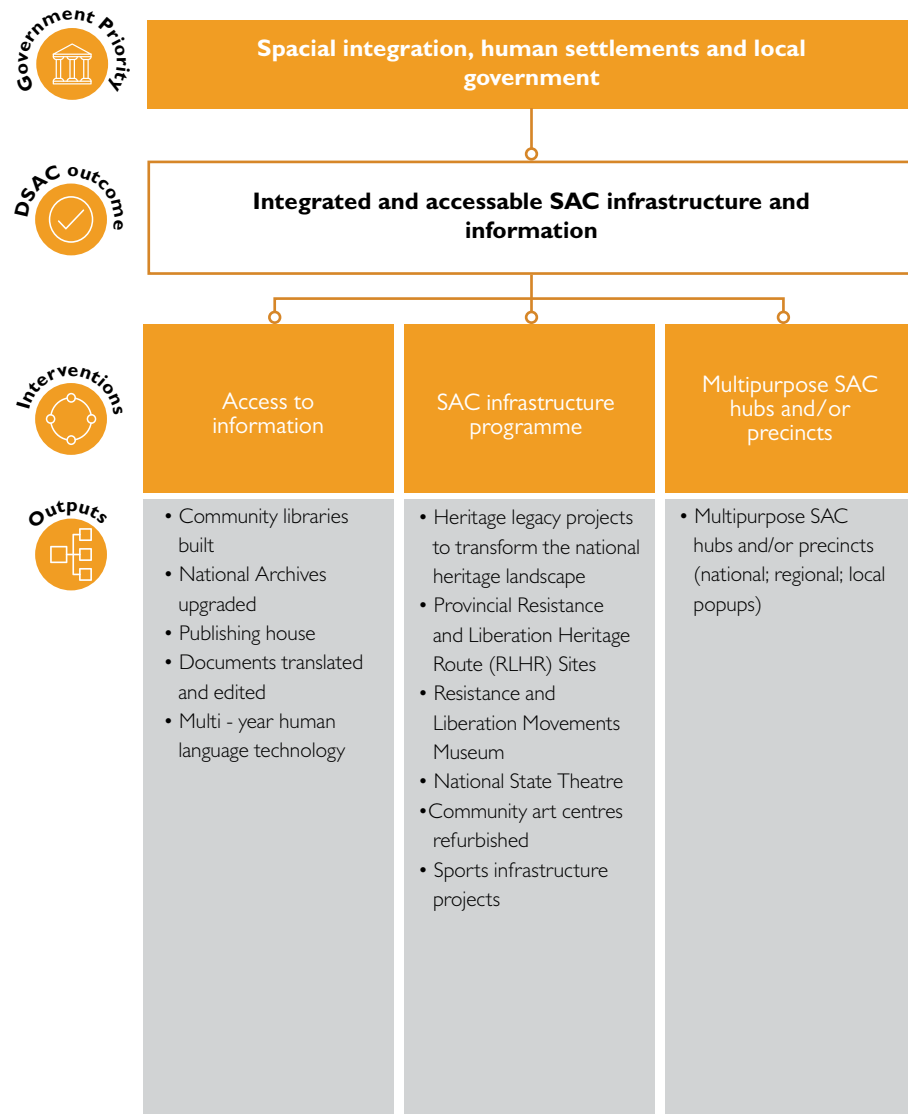 Government Priority
Spacial integration, human settlements and local
government
DSAC outcome
Integrated and accessable SAC infrastructure and
information
Interventions
Access to
information
SAC infrastructure
programme
Multipurpose SAC
hubs and/or
precincts
Outputs
• Community libraries
built
• National Archives
upgraded
• Publishing house
• Documents translated
and edited
• Multi - year human
language technology
• Heritage legacy projects
to transform the national
heritage landscape
• Provincial Resistance
and Liberation Heritage
Route (RLHR) Sites
• Resistance and
Liberation Movements
Museum
• National State Theatre
•Community art centres
refurbished
• Sports infrastructure
projects
• Multipurpose SAC
hubs and/or precincts
(national; regional; local
popups)